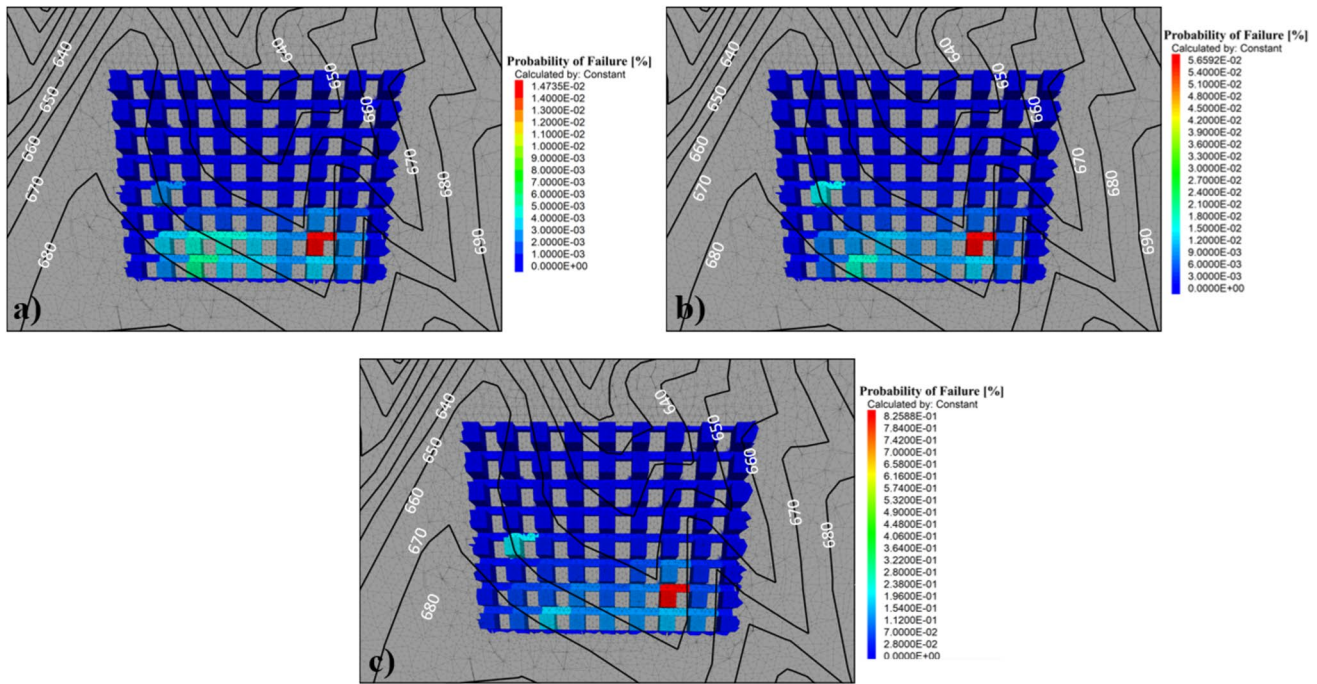 640
650
660
670
680
640
650
660
670
680
690
a)
Probability of Failure [%]
Calculated by: Constant
1.4735E-02
1.4000E-02
1.3000E-02
1.2000E-02
1.1000E-02
9.0000E-03
8.0000E-03
7.0000E-03
6.0000E-03
5.0000E-03
4.0000E-03
3.0000E-03
2.0000E-03
1.0000E-03
0.0000E+00
640
650
660
670
680
640
650
660
670
680
690
b)
Probability of Failure [%]
Calculated by: Constant
5.6592E-02
5.4000E-02
5.1000E-02
4.8000E-02
4.5000E-02
4.2000E-02
3.9000E-02
3.6000E-02
3.3000E-02
3.0000E-02
2.7000E-02
2.4000E-02
2.1000E-02
1.8000E-02
1.2000E-02
9.0000E-03
6.0000E-03
3.0000E-03
0.0000E+00
640
650
660
670
680
640
650
660
670
680
c)
Probability of Failure [%]
Calculated by: Constant
8.2588E-01
7.8400E-01
7.4200E-01
7.0000E-01
6.5800E-01
6.1600E-01
5.7400E-01
5.3200E-01
4.9000E-01
4.4800E-01
4.0600E-01
3.6400E-01
3.2200E-01
2.8000E-01
2.3800E-01
1.9600E-01
1.5400E-01
1.1200E-01
7.0000E-02
2.8000E-02
0.0000E+00